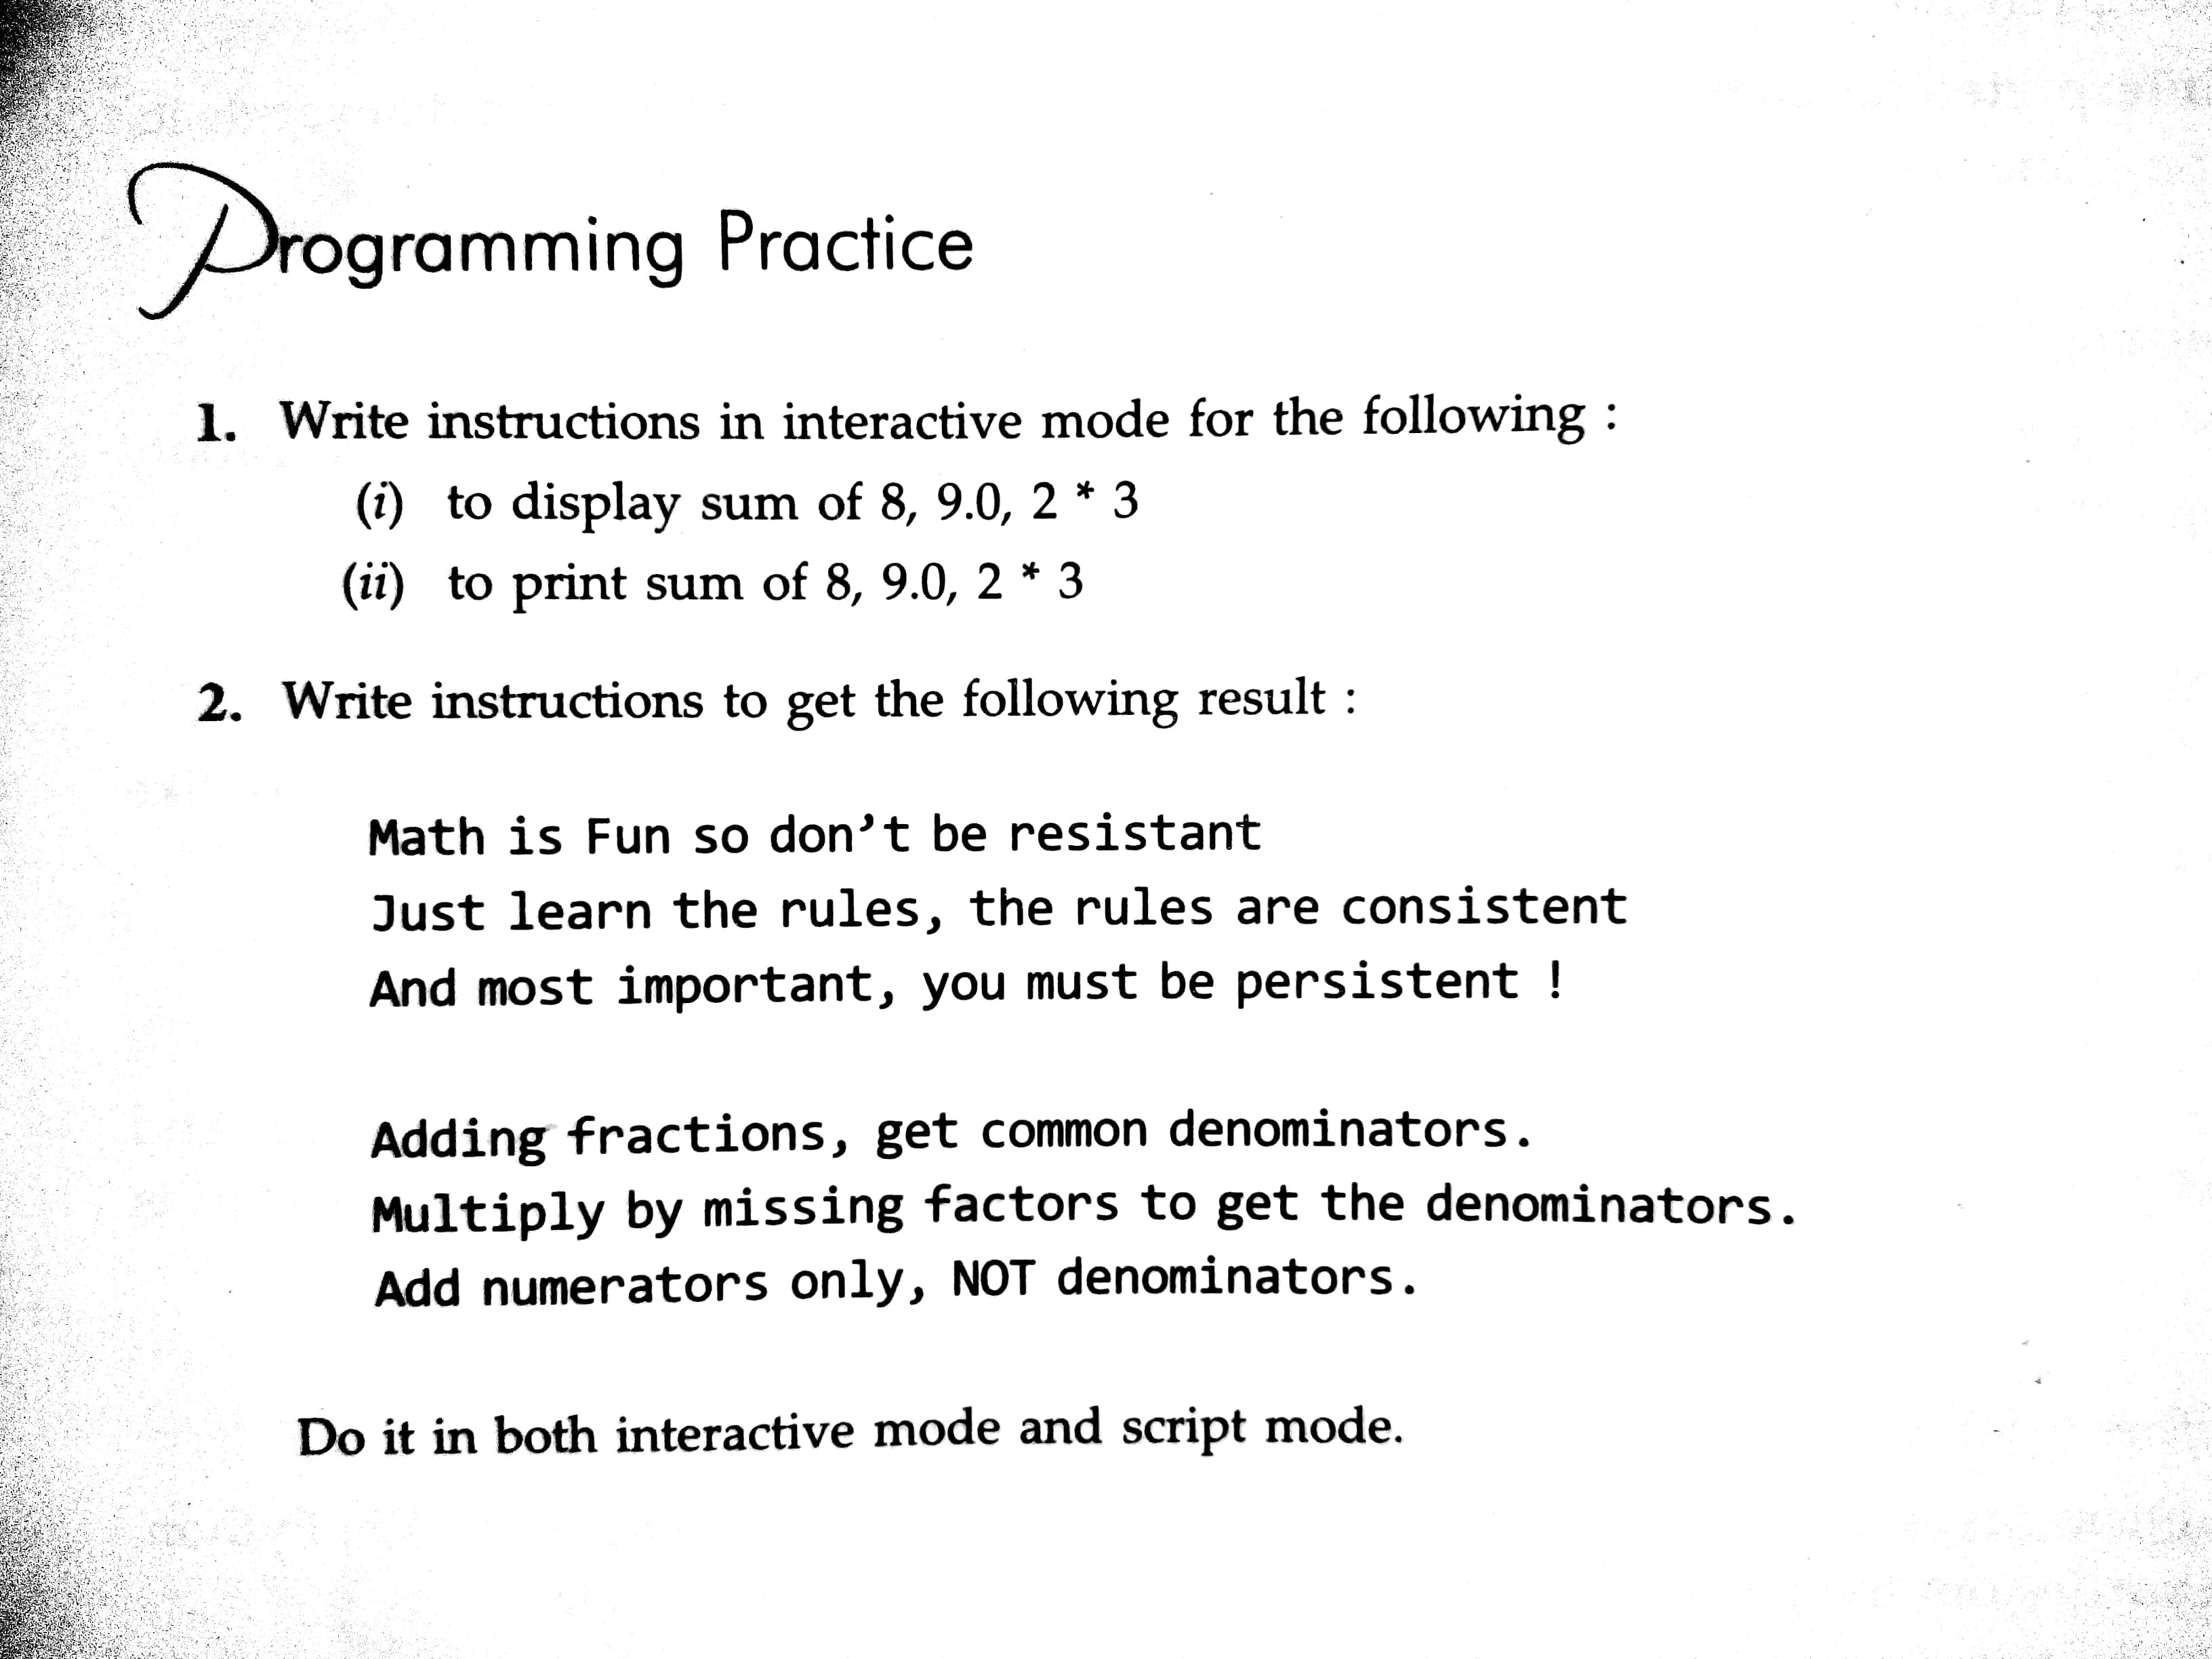 Programming Practice
1. Write instructions in interactive mode for the following :
(i) to display sum of 8, 9.0, 2 * 3
(ii) to print sum of 8, 9.0, 2 * 3
2. Write instructions to get the following result :
Math is Fun so don’t be resistant
Just learn the rules, the rules are consistent
And most important, you must be persistent !
Adding fractions, get common denominators.
Multiply by missing factors to get the denominators.
Add numerators only, NOT denominators.
Do it in both interactive mode and script mode.